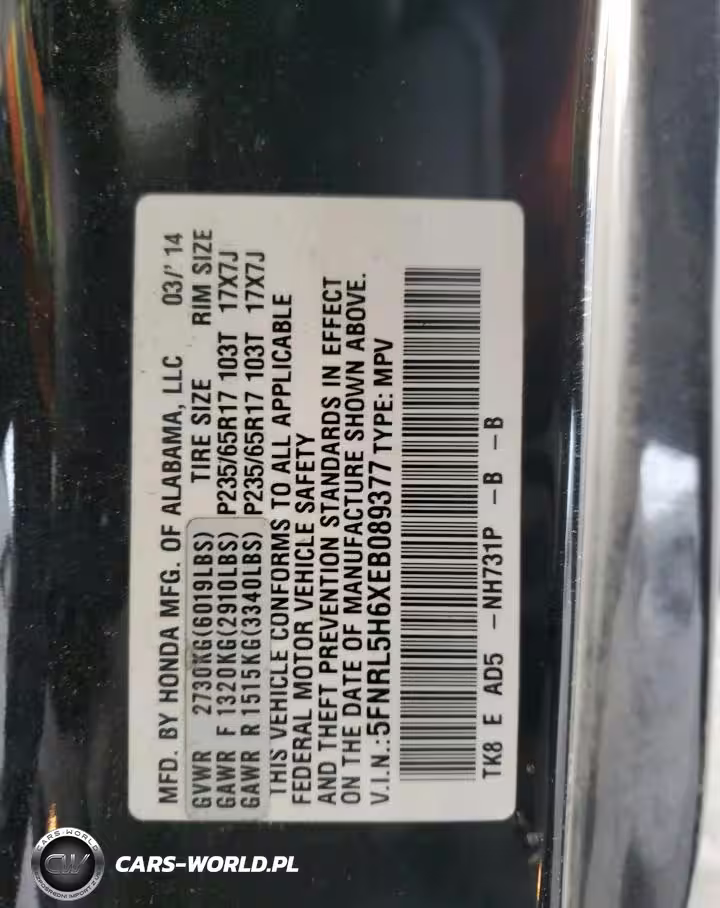 MFD. BY HONDA MFG. OF ALABAMA, LLC 03/' 14
GVWR 2730KG(6019LBS) TIRE SIZE RIM SIZE
GAWR F 1320KG(2910LBS) P235/65R17 103T 17X7J
GAWR R 1515KG(3340LBS) P235/65R17 103T 17X7J
THIS VEHICLE CONFORMS TO ALL APPLICABLE
FEDERAL MOTOR VEHICLE SAFETY
AND THEFT PREVENTION STANDARDS IN EFFECT
ON THE DATE OF MANUFACTURE SHOWN ABOVE.
V.I.N.:5FNRL5H6XEB089377 TYPE: MPV
TK8 E AD5 -NH731P -B -B
CARS-WORLD
CW
CARS-WORLD.PL